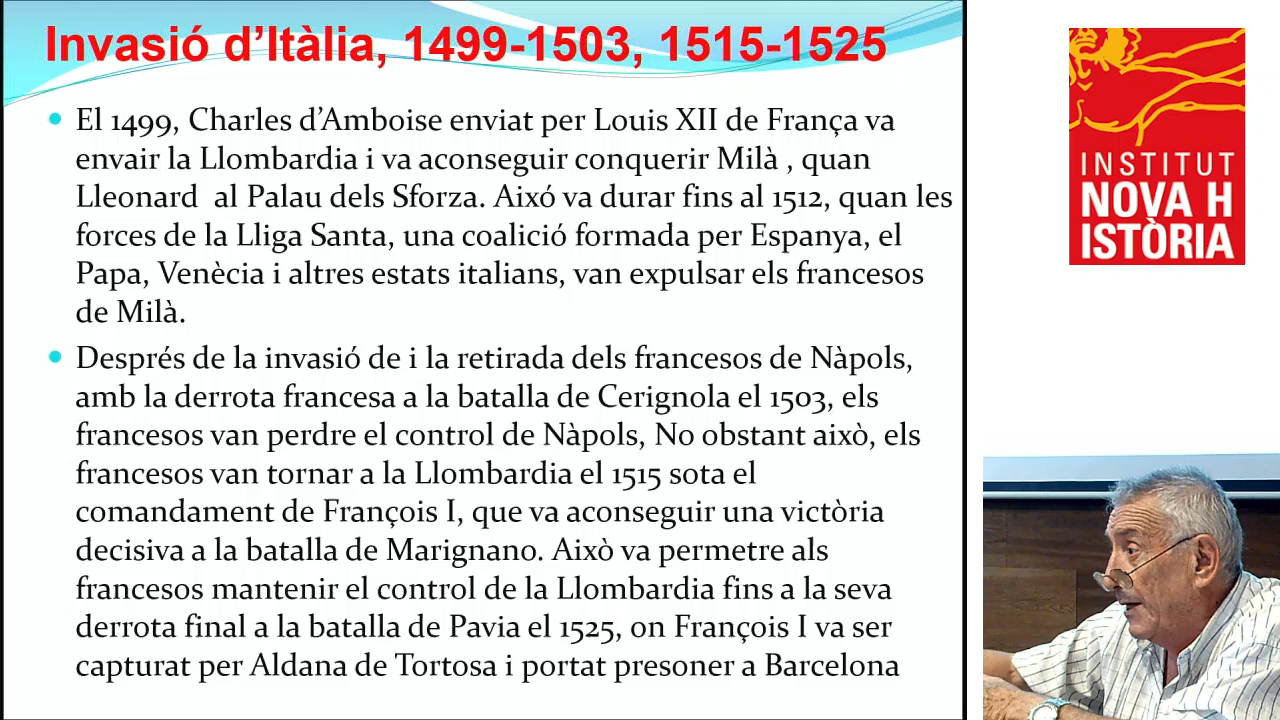 Invasió d’Itàlia, 1499-1503, 1515-1525
El 1499, Charles d’Amboise enviat per Louis XII de França va
envair la Llombardia i va aconseguir conquerir Milà , quan
Lleonard al Palau dels Sforza. Aixó va durar fins al 1512, quan les
forces de la Lliga Santa, una coalició formada per Espanya, el
Papa, Venècia i altres estats italians, van expulsar els francesos
de Milà.
Després de la invasió de i la retirada dels francesos de Nàpols,
amb la derrota francesa a la batalla de Cerignola el 1503, els
francesos van perdre el control de Nàpols, No obstant això, els
francesos van tornar a la Llombardia el 1515 sota el
comandament de François I, que va aconseguir una victòria
decisiva a la batalla de Marignano. Això va permetre als
francesos mantenir el control de la Llombardia fins a la seva
derrota final a la batalla de Pavia el 1525, on François I va ser
capturat per Aldana de Tortosa i portat presoner a Barcelona
INSTITUT
NOVA H
ISTÒRIA